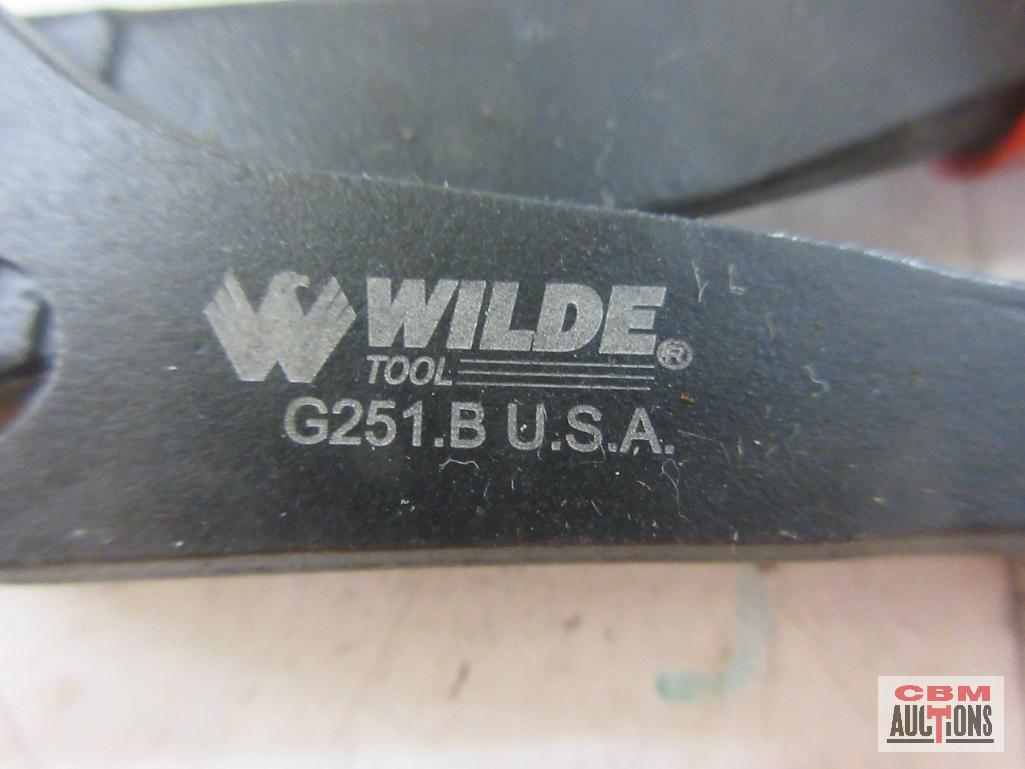 WILDE®
TOOL
G251.B U.S.A.
CBM
AUCTIONS